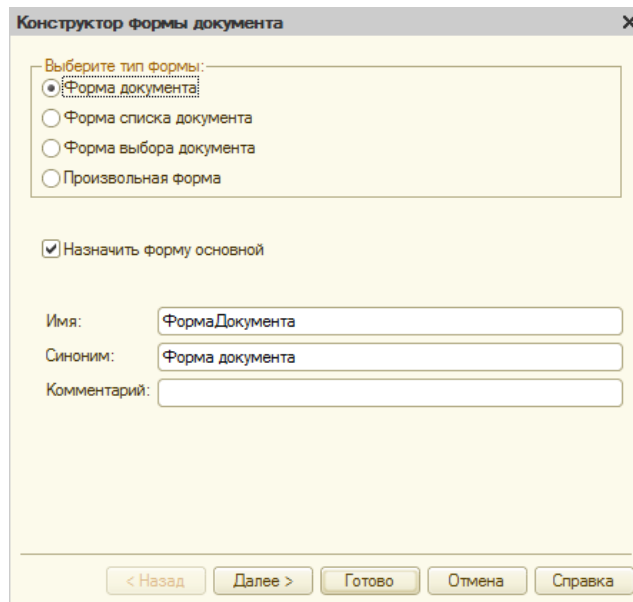 Конструктор формы документа
Выберите тип формы:
Форма документа
Форма списка документа
Форма выбора документа
Произвольная форма
Назначить форму основной
Имя: ФормаДокумента
Синоним: Форма документа
Комментарий:
< Назад Далее > Готово Отмена Справка